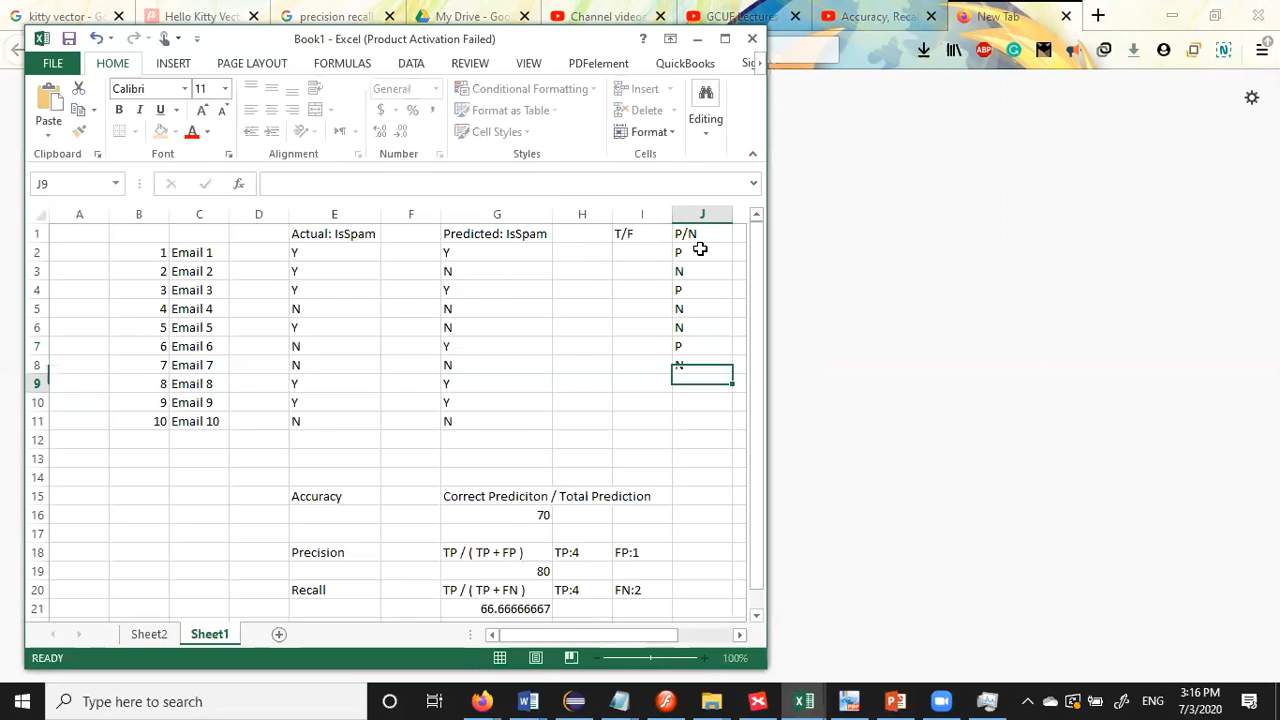 kitty vector - Goo
Hello Kitty Vect
precision recall
My Drive - Goo
Channel videos
GCUF Lectures
Accuracy, Reca
New Tab
Book1 - Excel (Product Activation Failed)
FILE HOME INSERT PAGE LAYOUT FORMULAS DATA REVIEW VIEW PDFelement QuickBooks
Calibri 11 General Conditional Formatting Insert
Paste B I U $ % Format as Table Delete Editing
A Cell Styles Format
Clipboard Font Alignment Number Styles Cells
J9 fx
A B C D E F G H I J
1 Actual: IsSpam Predicted: IsSpam T/F P/N
2 1 Email 1 Y Y P
3 2 Email 2 Y N N
4 3 Email 3 Y Y P
5 4 Email 4 N N N
6 5 Email 5 Y N N
7 6 Email 6 N Y P
8 7 Email 7 N N N
9 8 Email 8 Y Y
10 9 Email 9 Y Y
11 10 Email 10 N N
12
13
14
15 Accuracy Correct Prediciton / Total Prediction
16 70
17
18 Precision TP / ( TP + FP ) TP:4 FP:1
19 80
20 Recall TP / ( TP + FN ) TP:4 FN:2
21 66.66666667
Sheet2 Sheet1
READY 100%
Type here to search
ENG
3:16 PM
7/3/2020